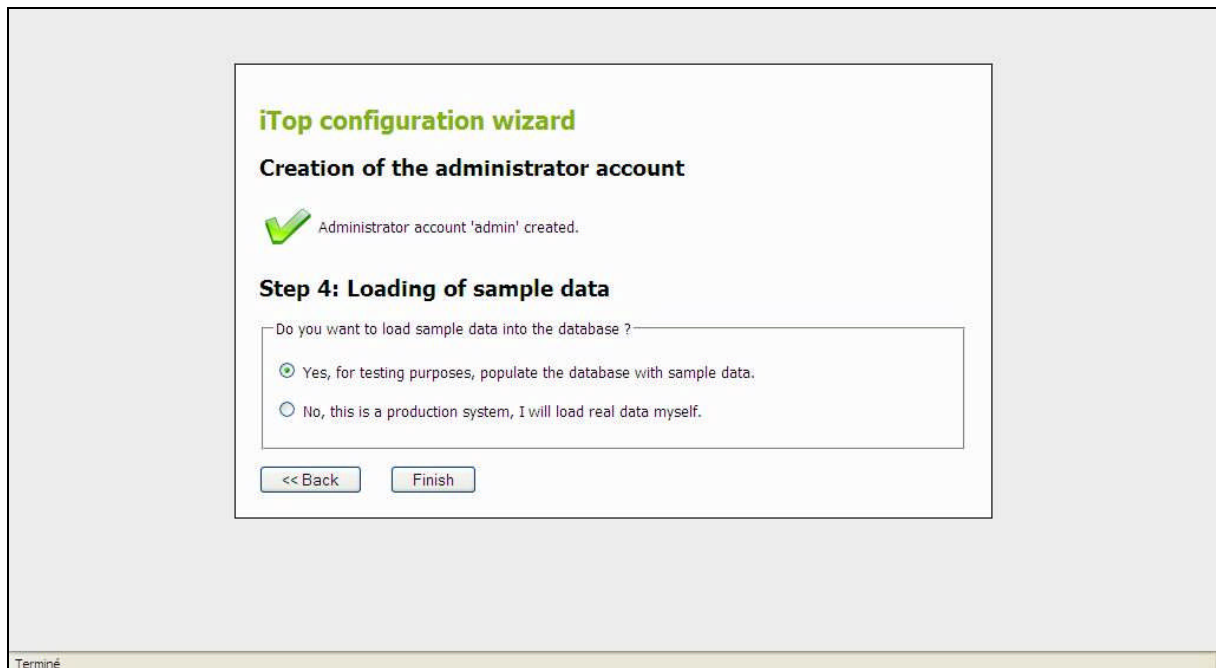 iTop configuration wizard
Creation of the administrator account
Administrator account 'admin' created.
Step 4: Loading of sample data
Do you want to load sample data into the database ?
Yes, for testing purposes, populate the database with sample data.
No, this is a production system, I will load real data myself.
<< Back Finish
Terminé